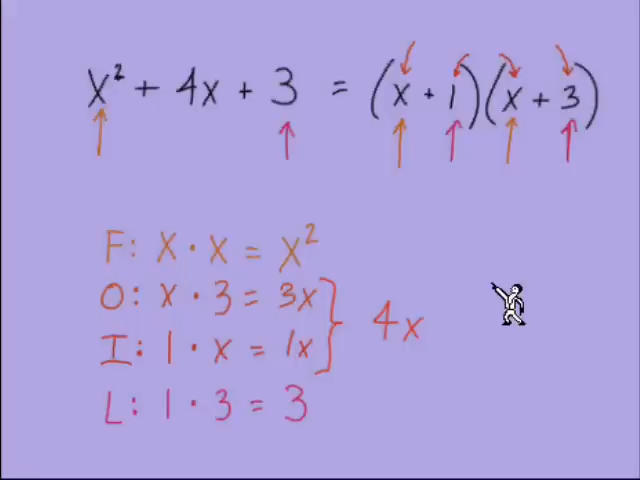 x² + 4x + 3 = (x + 1)(x + 3)
F: x · x = x²
O: x · 3 = 3x
I: 1 · x = 1x
4x
L: 1 · 3 = 3